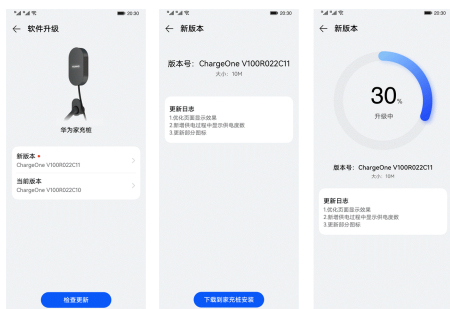 20:30
软件升级
华为家充桩
新版本
ChargeOne V100R022C11
当前版本
ChargeOne V100R022C10
检查更新
20:30
新版本
版本号： ChargeOne V100R022C11
大小：10M
更新日志
1.优化页面显示效果
2.新增供电过程中显示供电度数
3.更新部分图标
下载到家充桩安装
20:30
新版本
30%
升级中
版本号： ChargeOne V100R022C11
大小：10M
更新日志
1.优化页面显示效果
2.新增供电过程中显示供电度数
3.更新部分图标